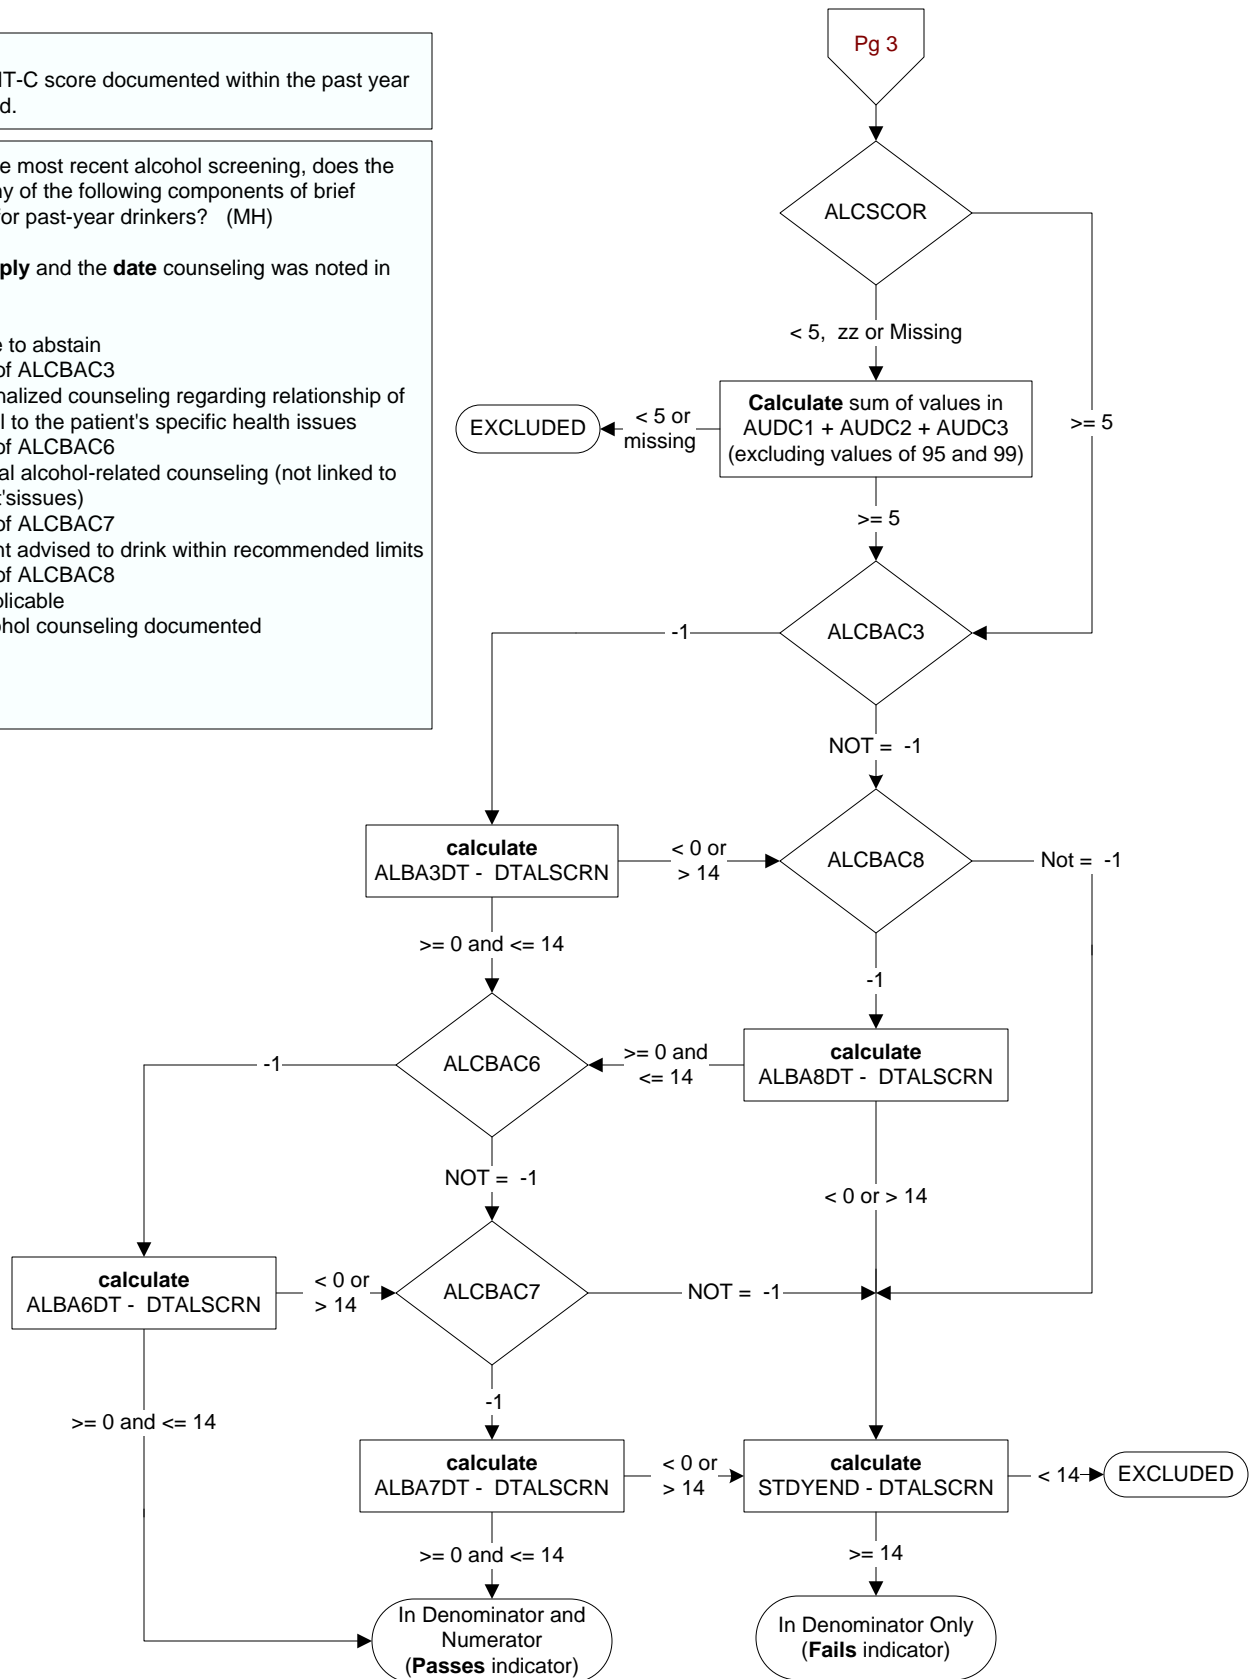 Pg 3
IT-C score documented within the past year
d.
e most recent alcohol screening, does the
ny of the following components of brief
for past-year drinkers? (MH)
ply and the date counseling was noted in
e to abstain
of ALCBAC3
nalized counseling regarding relationship of
l to the patient's specific health issues
of ALCBAC6
al alcohol-related counseling (not linked to
t'sissues)
of ALCBAC7
nt advised to drink within recommended limits
of ALCBAC8
plicable
ohol counseling documented
ALCSCOR
< 5, zz or Missing
>= 5
Calculate sum of values in
AUDC1 + AUDC2 + AUDC3
(excluding values of 95 and 99)
< 5 or
missing
EXCLUDED
>= 5
ALCBAC3
-1
NOT = -1
calculate
ALBA3DT - DTALSCRN
< 0 or
> 14
ALCBAC8
Not = -1
>= 0 and <= 14
-1
ALCBAC6
-1
>= 0 and
<= 14
calculate
ALBA8DT - DTALSCRN
NOT = -1
< 0 or > 14
calculate
ALBA6DT - DTALSCRN
< 0 or
> 14
ALCBAC7
NOT = -1
>= 0 and <= 14
-1
calculate
ALBA7DT - DTALSCRN
< 0 or
> 14
calculate
STDYEND - DTALSCRN
< 14
EXCLUDED
>= 0 and <= 14
>= 14
In Denominator and
Numerator
(Passes indicator)
In Denominator Only
(Fails indicator)